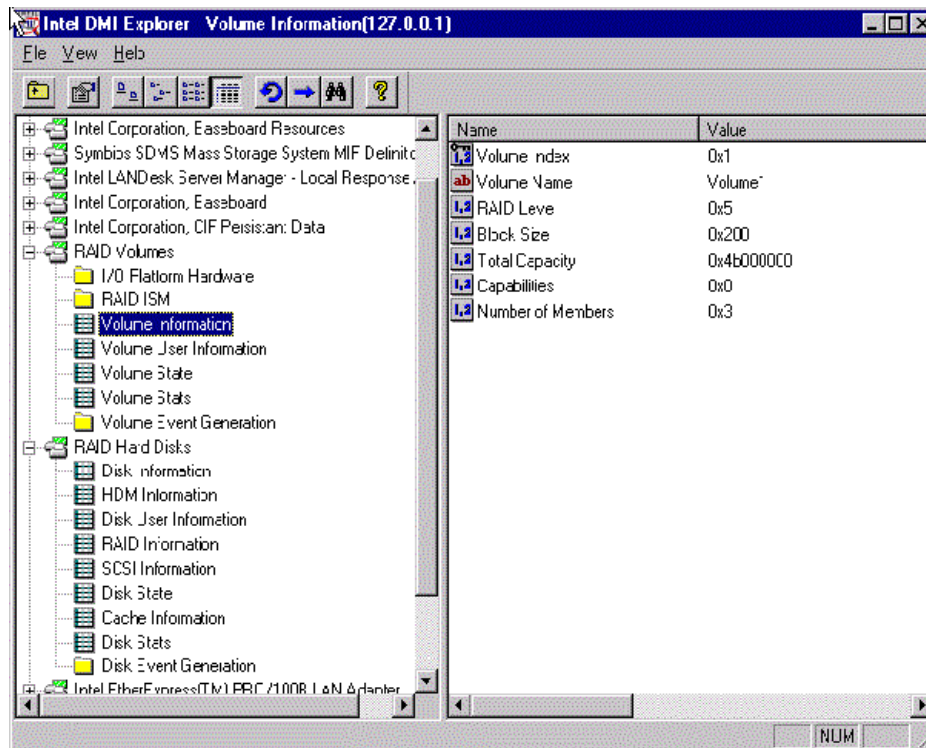 Intel DMI Explorer Volume Information(127.0.0.1)
File View Help
Intel Corporation, Baseboard Resources
Symbios SDMS Mass Storage System MIF Definitc
Intel LANDesk Server Manager - Local Response
Intel Corporation, Baseboard
Intel Corporation, CIF Persistant Data
RAID Volumes
I/O Platform Hardware
RAID ISM
Volume Information
Volume User Information
Volume State
Volume Stats
Volume Event Generation
RAID Hard Disks
Disk Information
HDM Information
Disk User Information
RAID Information
SCSI Information
Disk State
Cache Information
Disk Stats
Disk Event Generation
Intel EtherExpress(TM) PRO/100B LAN Adapter
Name Value
Volume Index 0x1
Volume Name
RAID Level 0x5
Block Size 0x200
Total Capacity 0x4b000000
Capabilities 0x0
Number of Members 0x3
NUM